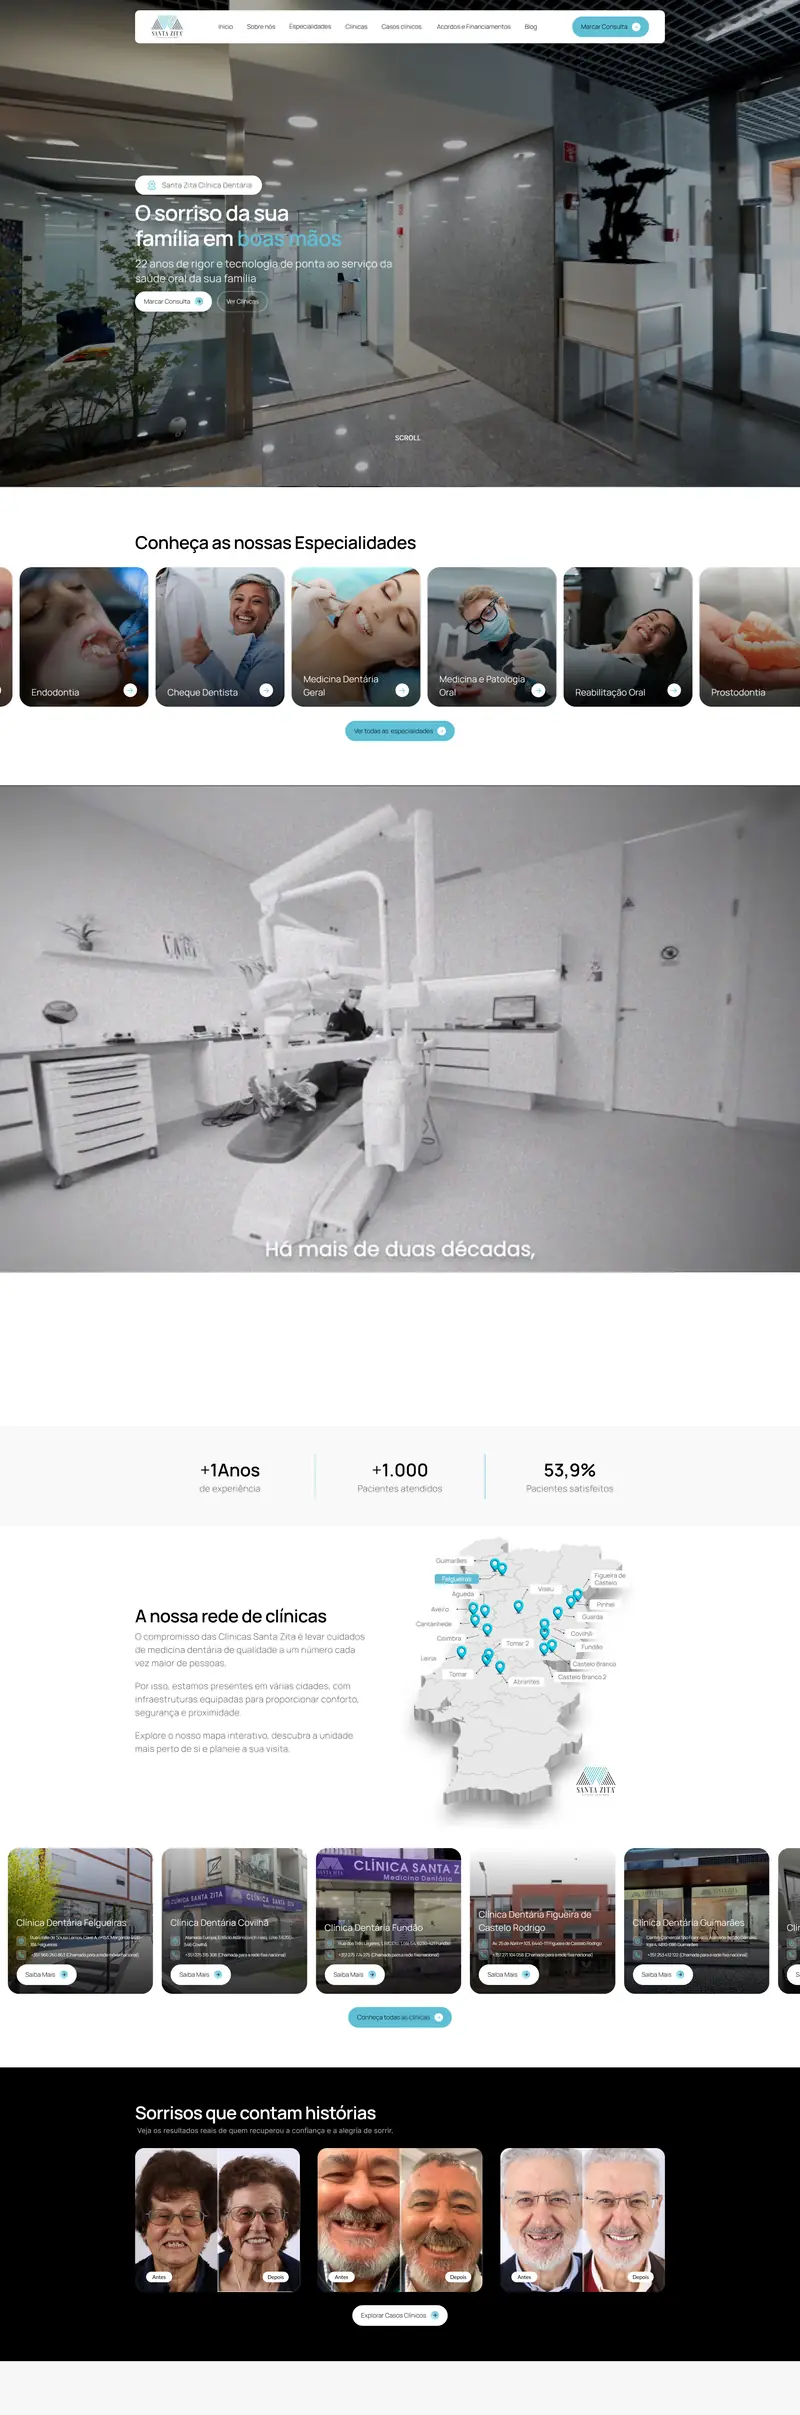 SANTA ZITA
Início
Sobre nós
Especialidades
Clínicas
Casos clínicos
Acordos e Financiamentos
Blog
Marcar Consulta
Santa Zita Clínica Dentária
O sorriso da sua
família em boas mãos
22 anos de rigor e tecnologia de ponta ao serviço da
saúde oral da sua família
Marcar Consulta
Ver Clínicas
SCROLL
Conheça as nossas Especialidades
Endodontia
Cheque Dentista
Medicina Dentária
Geral
Medicina e Patologia
Oral
Reabilitação Oral
Prostodontia
Ver todas as especialidades
Há mais de duas décadas,
+1Anos
de experiência
+1.000
Pacientes atendidos
53,9%
Pacientes satisfeitos
A nossa rede de clínicas
O compromisso das Clínicas Santa Zita é levar cuidados
de medicina dentária de qualidade a um número cada
vez maior de pessoas.
Por isso, estamos presentes em várias cidades, com
infraestruturas equipadas para proporcionar conforto,
segurança e proximidade.
Explore o nosso mapa interativo, descubra a unidade
mais perto de si e planeie a sua visita.
Guimarães
Felgueiras
Águeda
Aveiro
Cantanhede
Coimbra
Leiria
Tomar
Tomar 2
Abrantes
Viseu
Figueira de
Castelo
Pinhel
Guarda
Covilhã
Fundão
Castelo Branco
Castelo Branco 2
SANTA ZITA
Clínica Dentária Felgueiras
Saiba Mais
CLÍNICA SANTA ZITA
CLÍNICA SANTA ZITA
Clínica Dentária Covilhã
Saiba Mais
CLÍNICA SANTA Z
Medicina Dentária
Clínica Dentária Fundão
Saiba Mais
Clínica Dentária Figueira de
Castelo Rodrigo
Saiba Mais
Clínica Dentária Guimarães
Saiba Mais
Conheça todas as clínicas
Sorrisos que contam histórias
Veja os resultados reais de quem recuperou a confiança e a alegria de sorrir.
Antes
Depois
Antes
Depois
Antes
Depois
Explorar Casos Clínicos